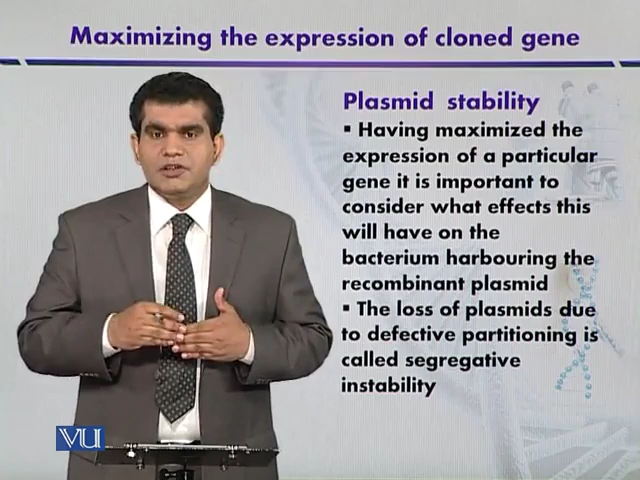 Maximizing the expression of cloned gene
Plasmid stability
▪ Having maximized the
expression of a particular
gene it is important to
consider what effects this
will have on the
bacterium harbouring the
recombinant plasmid
▪ The loss of plasmids due
to defective partitioning is
called segregative
instability
VU